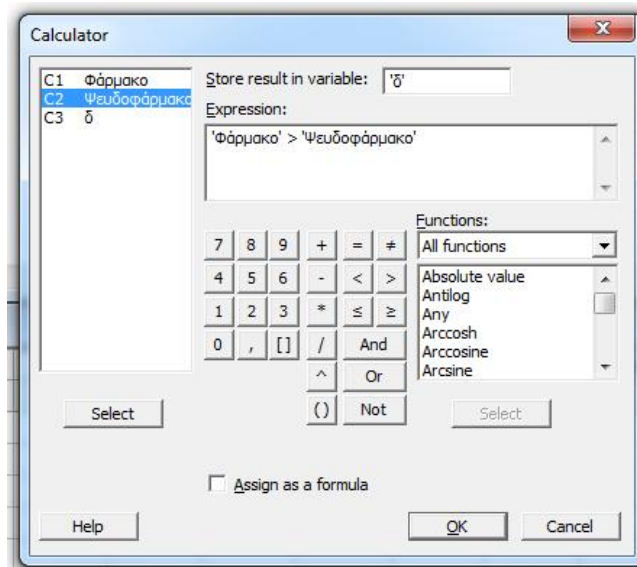 Calculator
C1 Φάρμακο
C2 Ψευδοφάρμακο
C3 δ
Store result in variable: 'δ'
Expression:
'Φάρμακο' > 'Ψευδοφάρμακο'
Functions:
All functions
7 8 9 + = ≠
4 5 6 - < >
1 2 3 * ≤ ≥
0 , [] / And
^ Or
() Not
Absolute value
Antilog
Any
Arccosh
Arccosine
Arcsine
Select
Select
Assign as a formula
Help
OK
Cancel